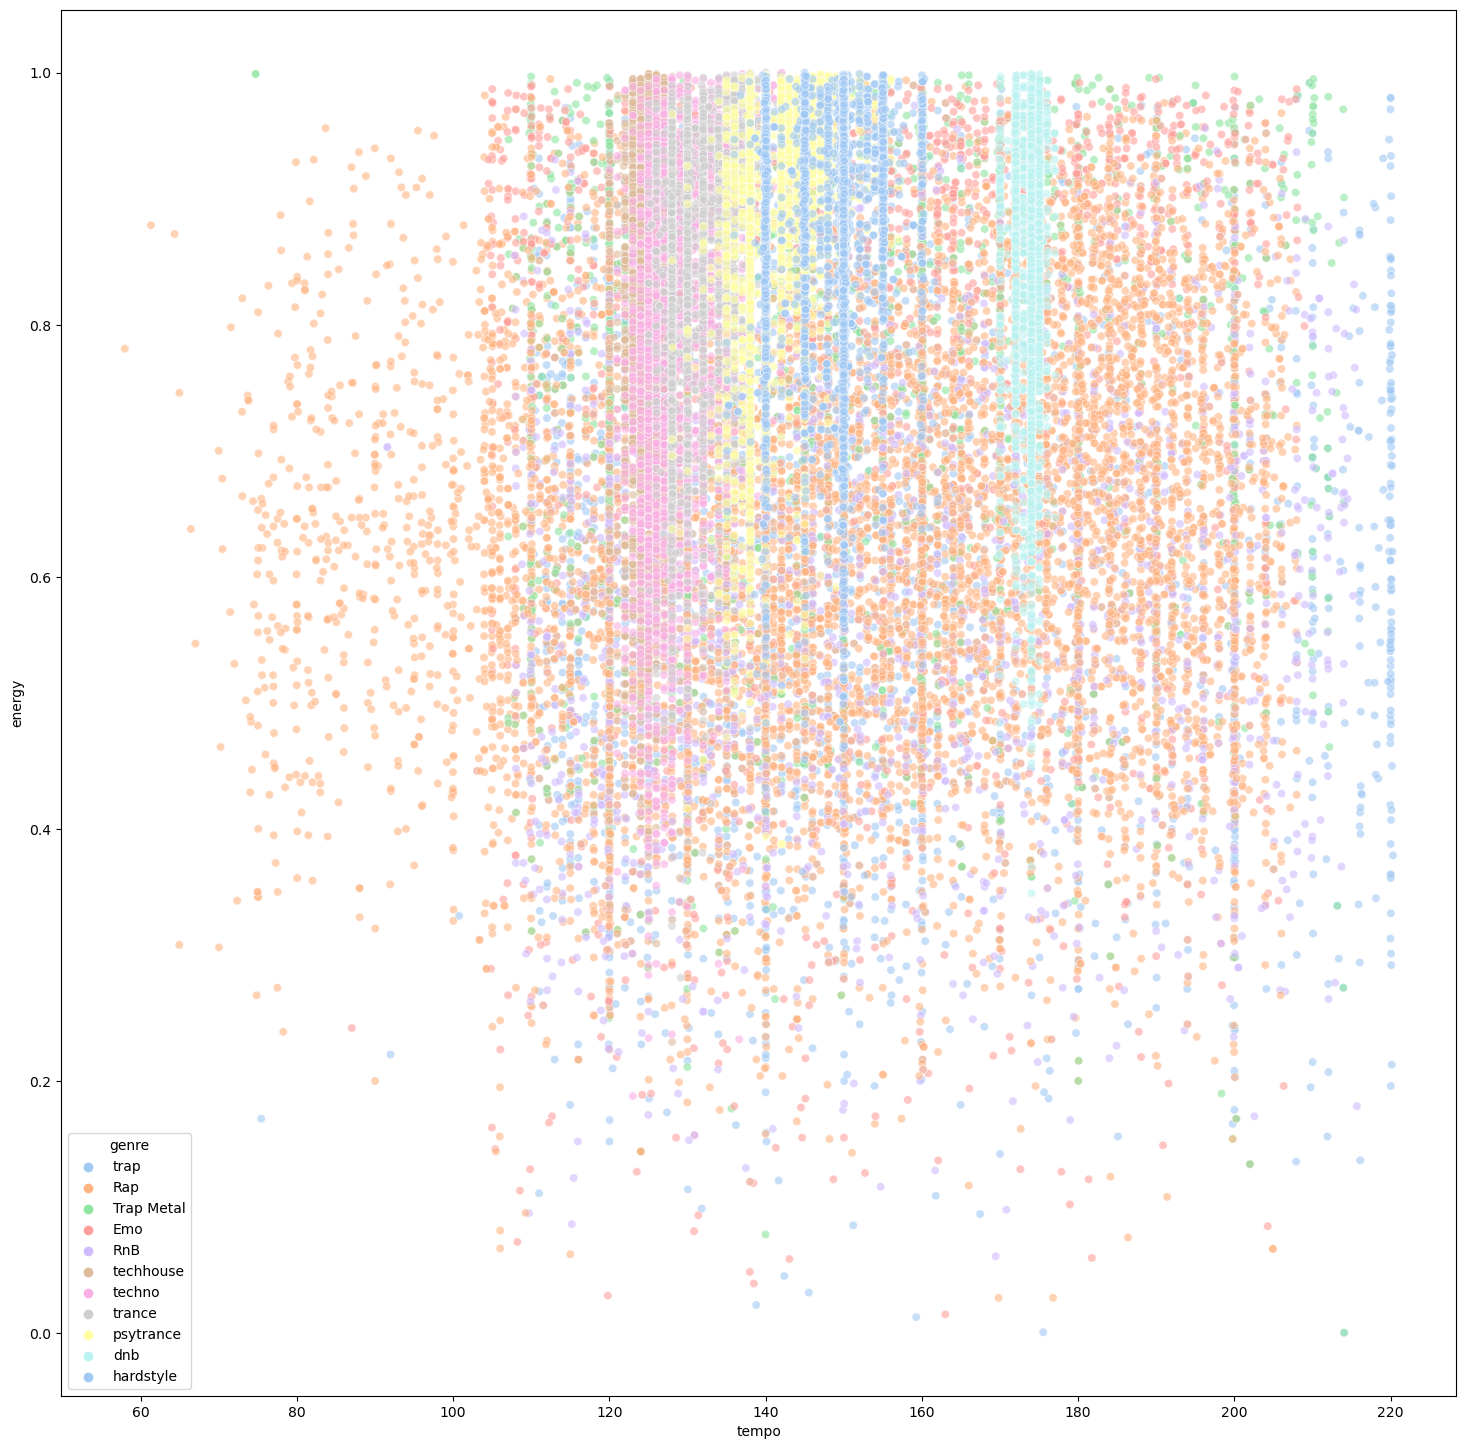 1.0
0.8
0.6
0.4
0.2
0.0
energy
genre
trap
Rap
Trap Metal
Emo
RnB
techhouse
techno
trance
psytrance
dnb
hardstyle
60 80 100 120 140 160 180 200 220
tempo